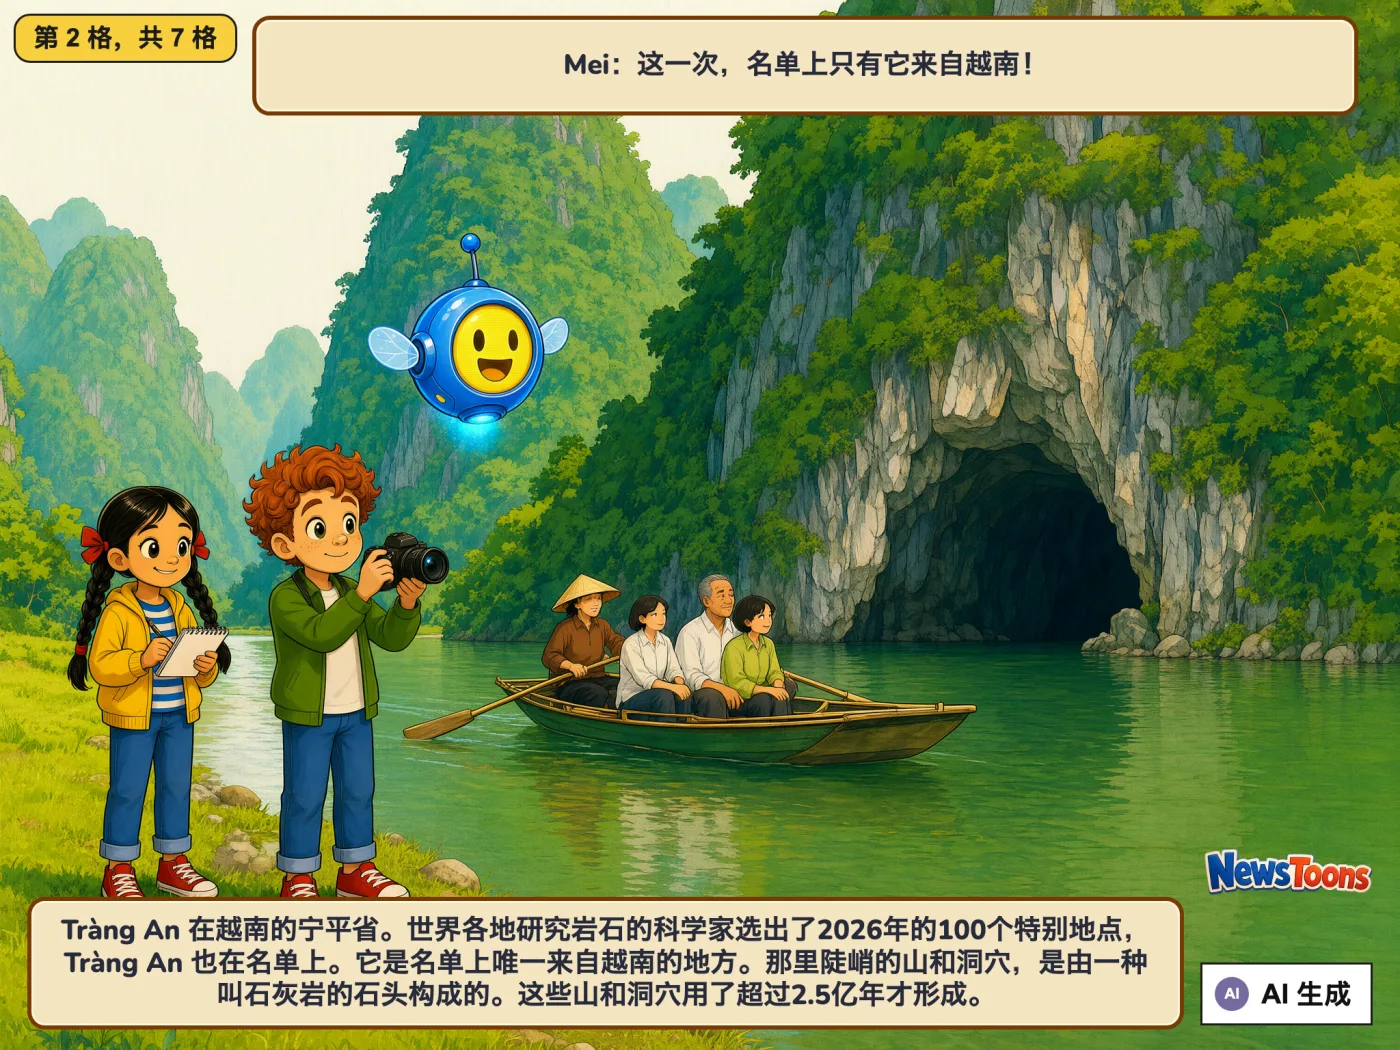 第 2 格，共 7 格
Mei：这一次，名单上只有它来自越南！
Tràng An 在越南的宁平省。世界各地研究岩石的科学家选出了2026年的100个特别地点，
Tràng An 也在名单上。它是名单上唯一来自越南的地方。那里陡峭的山和洞穴，是由一种
叫石灰岩的石头构成的。这些山和洞穴用了超过2.5亿年才形成。
NewsToons
AI AI 生成